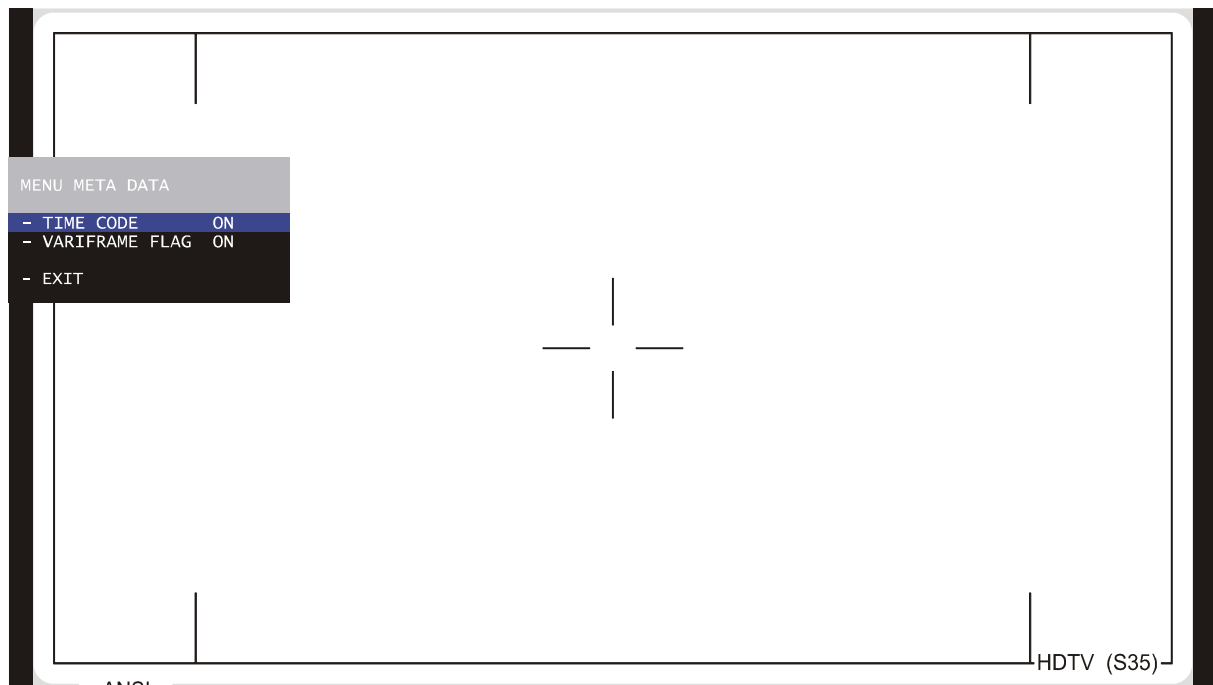 MENU META DATA
- TIME CODE ON
- VARIFRAME FLAG ON
- EXIT
HDTV (S35)